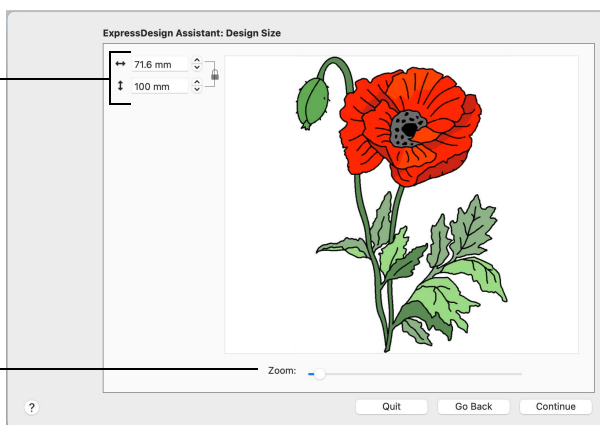 ExpressDesign Assistant: Design Size
71.6 mm
100 mm
Zoom:
?
Quit
Go Back
Continue